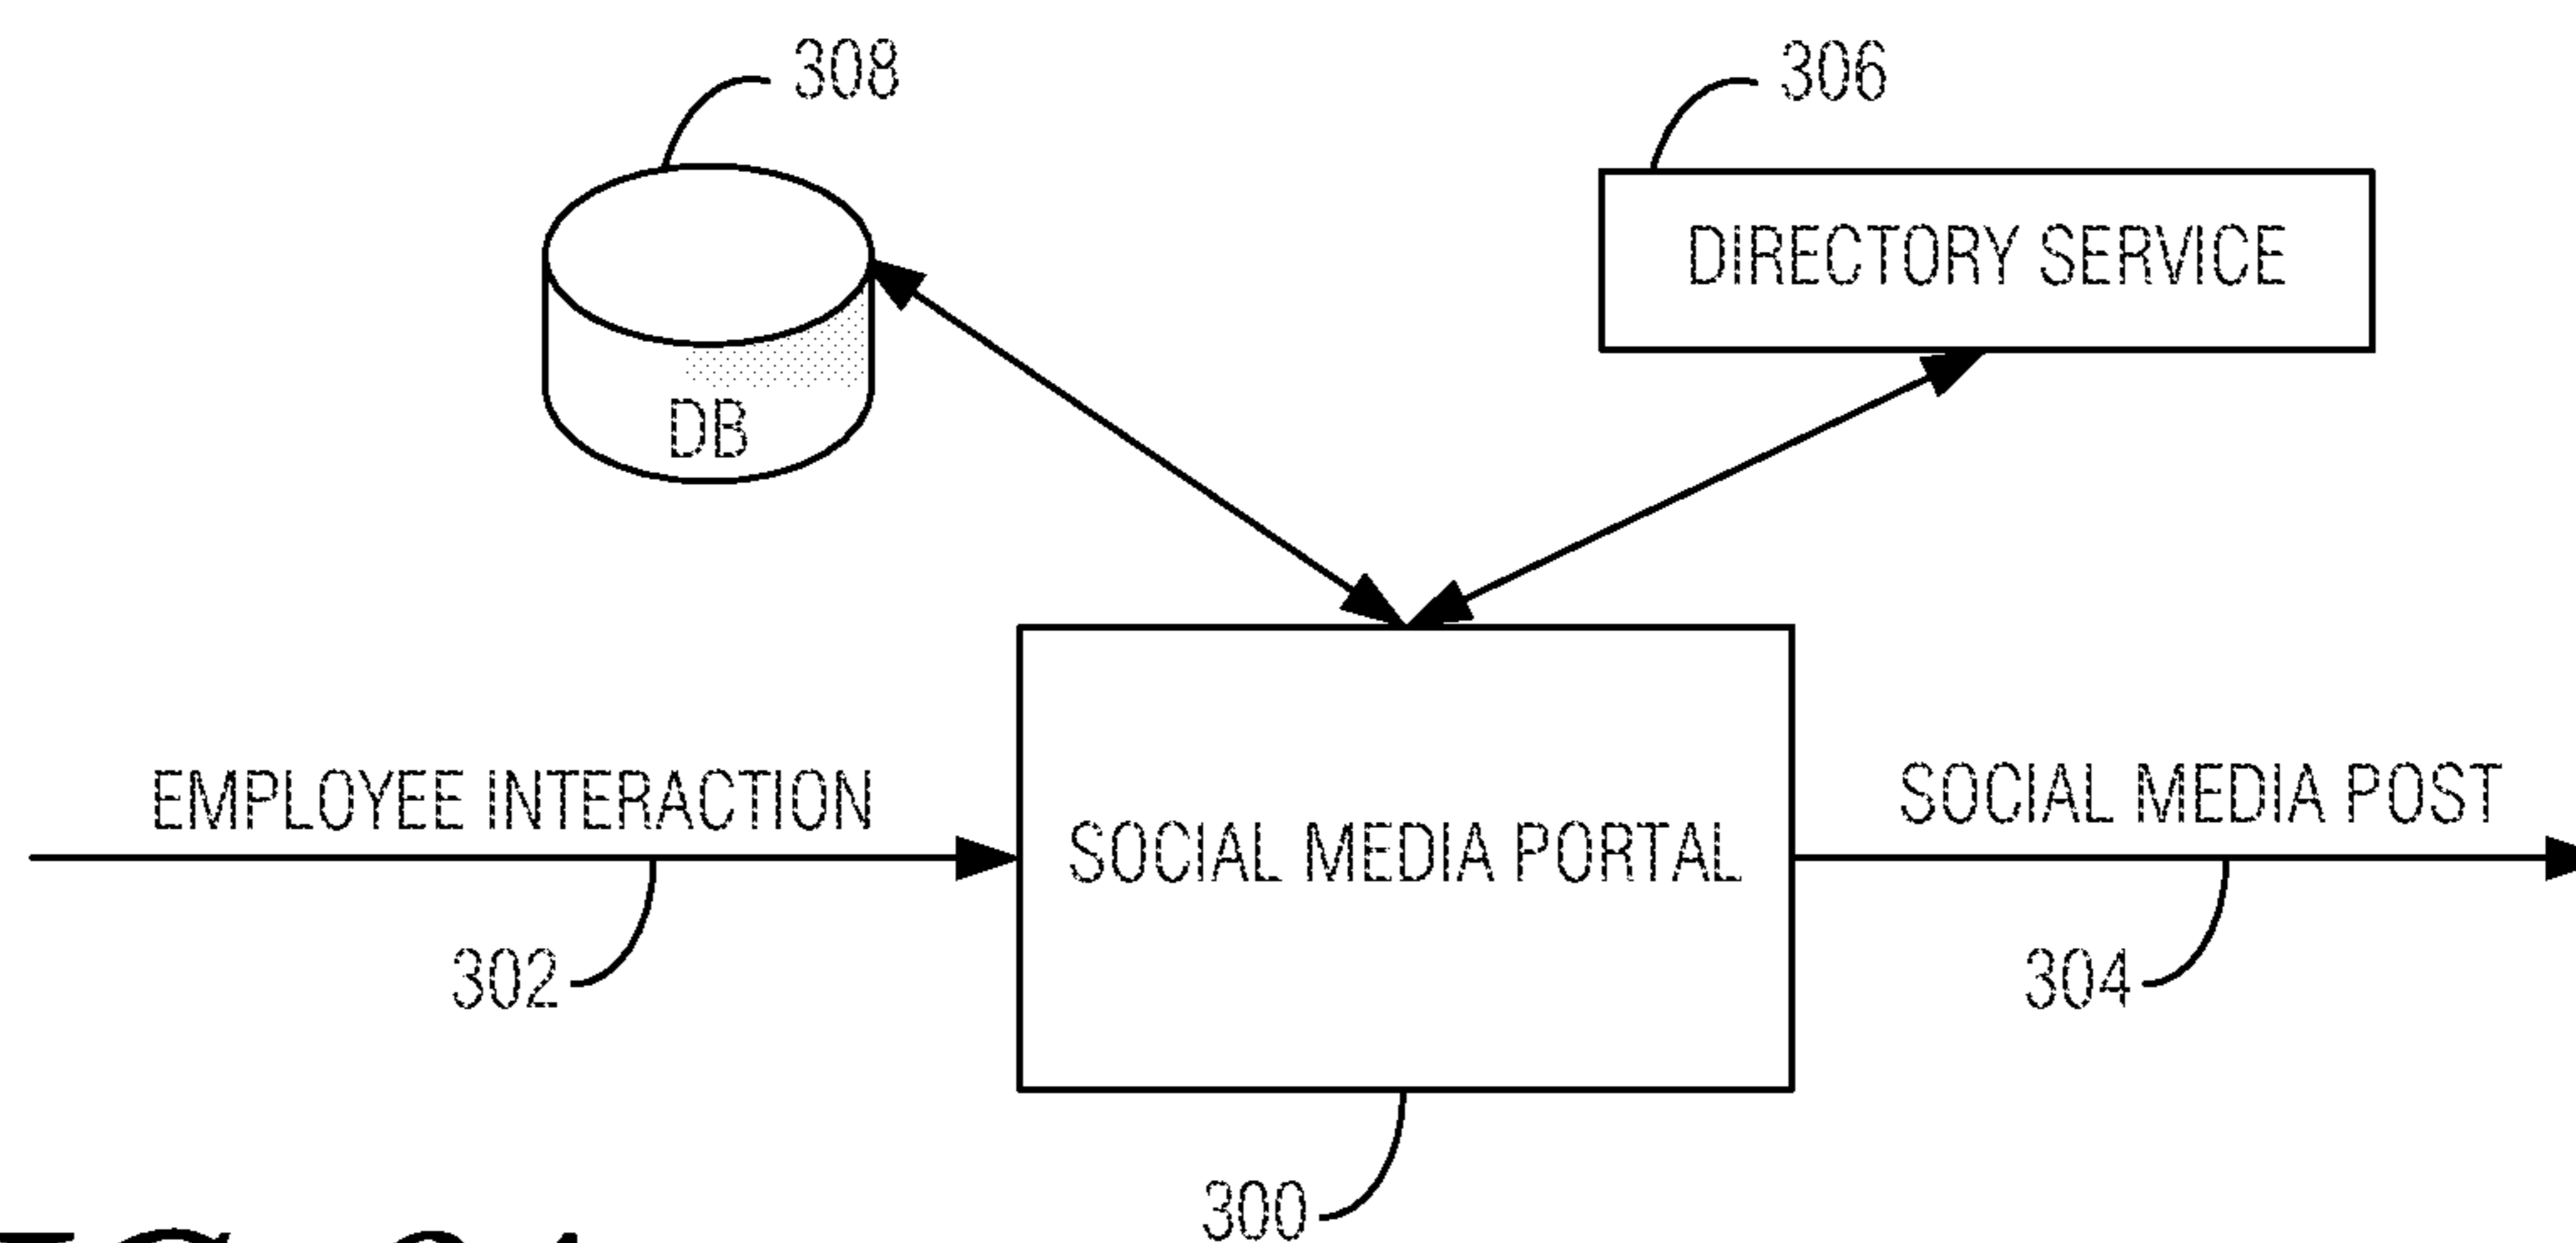 308
306
DIRECTORY SERVICE
DB
EMPLOYEE INTERACTION
SOCIAL MEDIA POST
SOCIAL MEDIA PORTAL
302
304
300